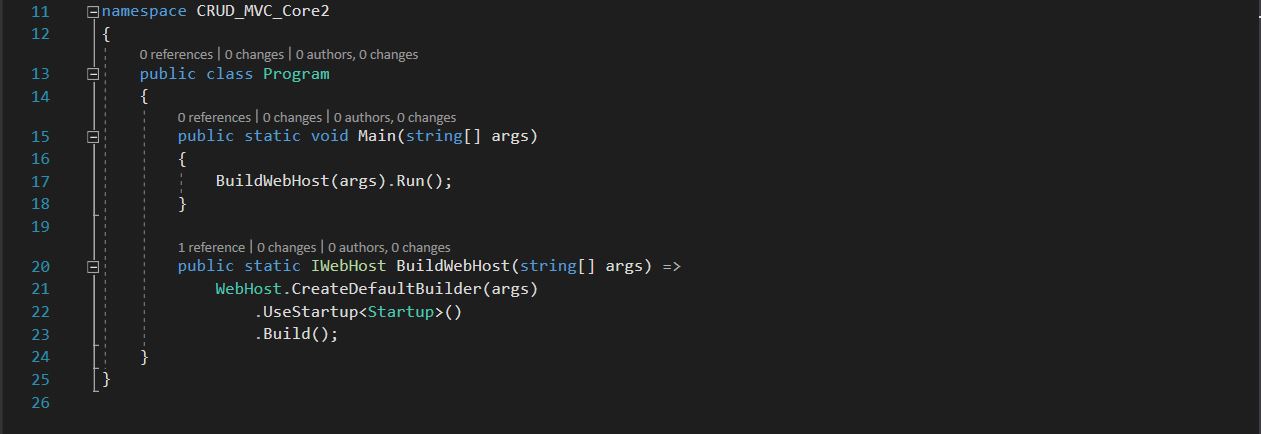 11 namespace CRUD_MVC_Core2
12 {
0 references | 0 changes | 0 authors, 0 changes
13 public class Program
14 {
0 references | 0 changes | 0 authors, 0 changes
15 public static void Main(string[] args)
16 {
17 BuildWebHost(args).Run();
18 }
19
1 reference | 0 changes | 0 authors, 0 changes
20 public static IWebHost BuildWebHost(string[] args) =>
21 WebHost.CreateDefaultBuilder(args)
22 .UseStartup<Startup>()
23 .Build();
24 }
25 }
26